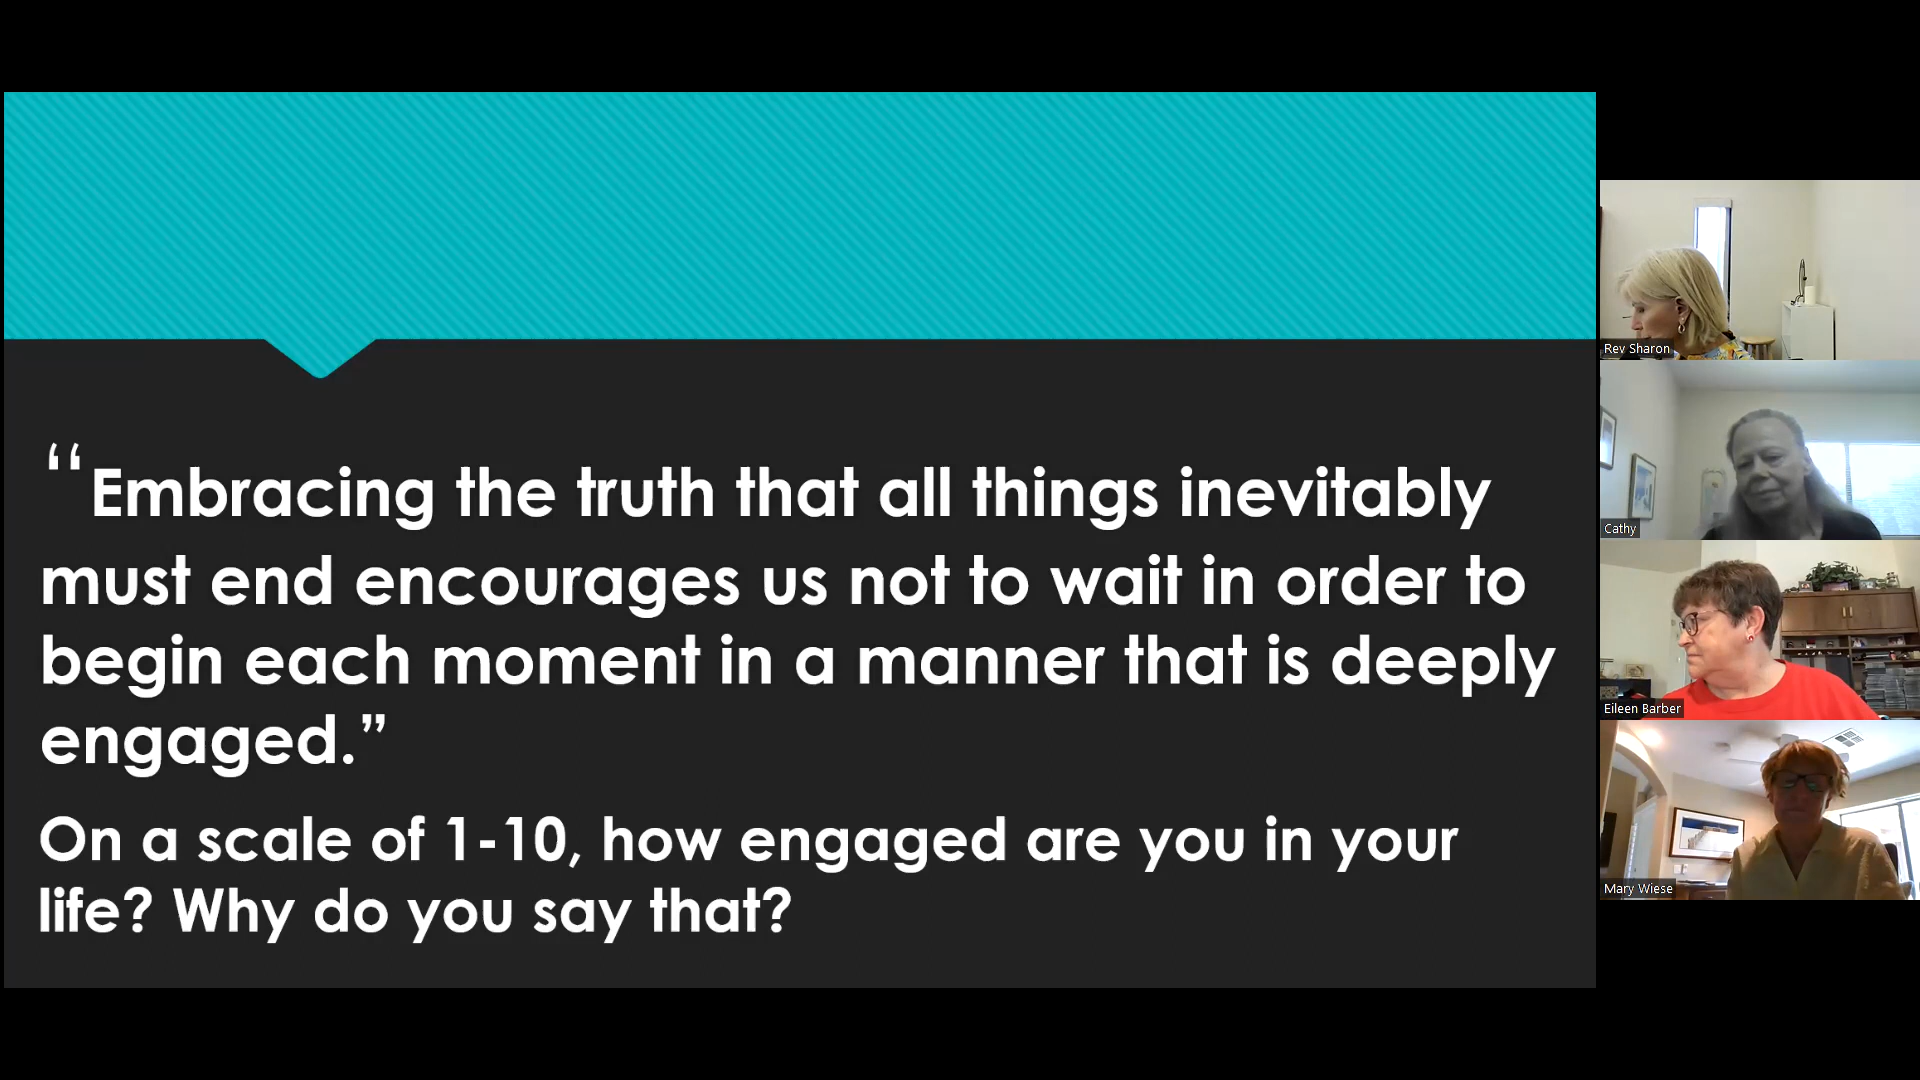 “Embracing the truth that all things inevitably
must end encourages us not to wait in order to
begin each moment in a manner that is deeply
engaged.”
On a scale of 1-10, how engaged are you in your
life? Why do you say that?
Rev Sharon
Cathy
Eileen Barber
Mary Wiese